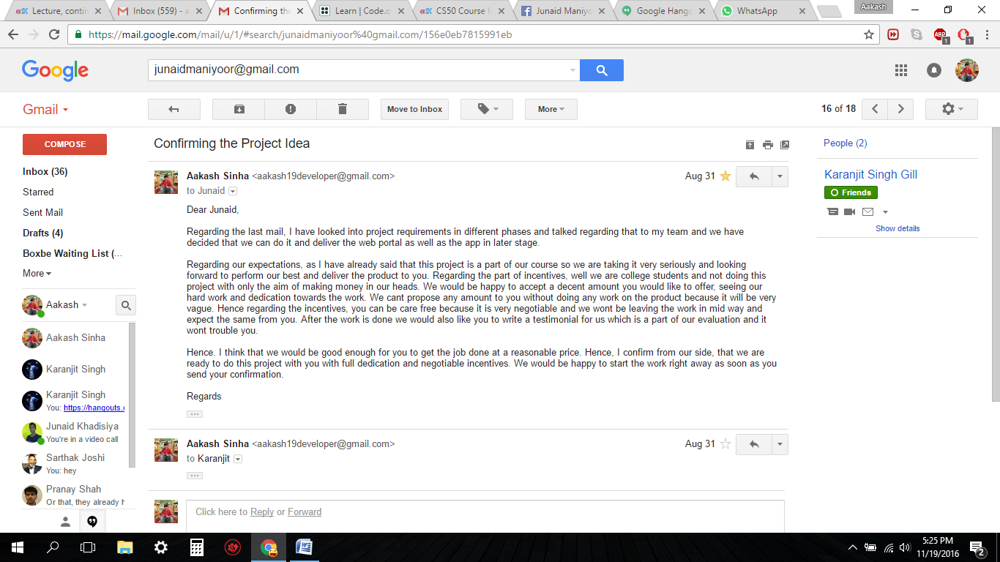 Lecture, contin
Inbox (559) - a
Confirming the
Learn | Code.o
CS50 Course I
Junaid Maniyo
Google Hango
WhatsApp
Aakash
https://mail.google.com/mail/u/1/#search/junaidmaniyoor%40gmail.com/156e0eb7815991eb
Google
junaidmaniyoor@gmail.com
Gmail
Move to Inbox
More
16 of 18
COMPOSE
Inbox (36)
Starred
Sent Mail
Drafts (4)
Boxbe Waiting List (...
More
Aakash
Aakash Sinha
Karanjit Singh
Karanjit Singh
You: https://hangouts.
Junaid Khadisiya
You're in a video call
Sarthak Joshi
You: hey
Pranay Shah
Or that, they already h
Confirming the Project Idea
Aakash Sinha <aakash19developer@gmail.com>
Aug 31
to Junaid
Dear Junaid,
Regarding the last mail, I have looked into project requirements in different phases and talked regarding that to my team and we have
decided that we can do it and deliver the web portal as well as the app in later stage.
Regarding our expectations, as I have already said that this project is a part of our course so we are taking it very seriously and looking
forward to perform our best and deliver the product to you. Regarding the part of incentives, well we are college students and not doing this
project with only the aim of making money in our heads. We would be happy to accept a decent amount you would like to offer, seeing our
hard work and dedication towards the work. We cant propose any amount to you without doing any work on the product because it will be very
vague. Hence regarding the incentives, you can be care free because it is very negotiable and we wont be leaving the work in mid way and
expect the same from you. After the work is done we would also like you to write a testimonial for us which is a part of our evaluation and it
wont trouble you.
Hence. I think that we would be good enough for you to get the job done at a reasonable price. Hence, I confirm from our side, that we are
ready to do this project with you with full dedication and negotiable incentives. We would be happy to start the work right away as soon as you
send your confirmation.
Regards
Aakash Sinha <aakash19developer@gmail.com>
Aug 31
to Karanjit
Click here to Reply or Forward
People (2)
Karanjit Singh Gill
Friends
Show details
5:25 PM
11/19/2016
2